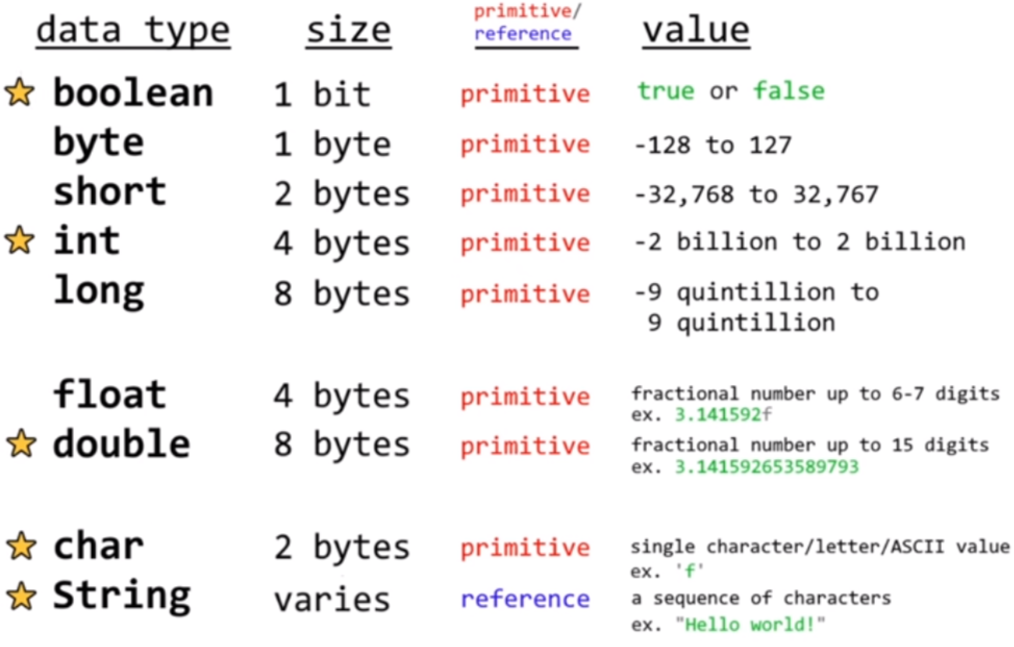 data type size primitive/reference value
boolean 1 bit primitive true or false
byte 1 byte primitive -128 to 127
short 2 bytes primitive -32,768 to 32,767
int 4 bytes primitive -2 billion to 2 billion
long 8 bytes primitive -9 quintillion to
9 quintillion
float 4 bytes primitive fractional number up to 6-7 digits
ex. 3.141592f
double 8 bytes primitive fractional number up to 15 digits
ex. 3.141592653589793
char 2 bytes primitive single character/letter/ASCII value
ex. 'f'
String varies reference a sequence of characters
ex. "Hello world!"